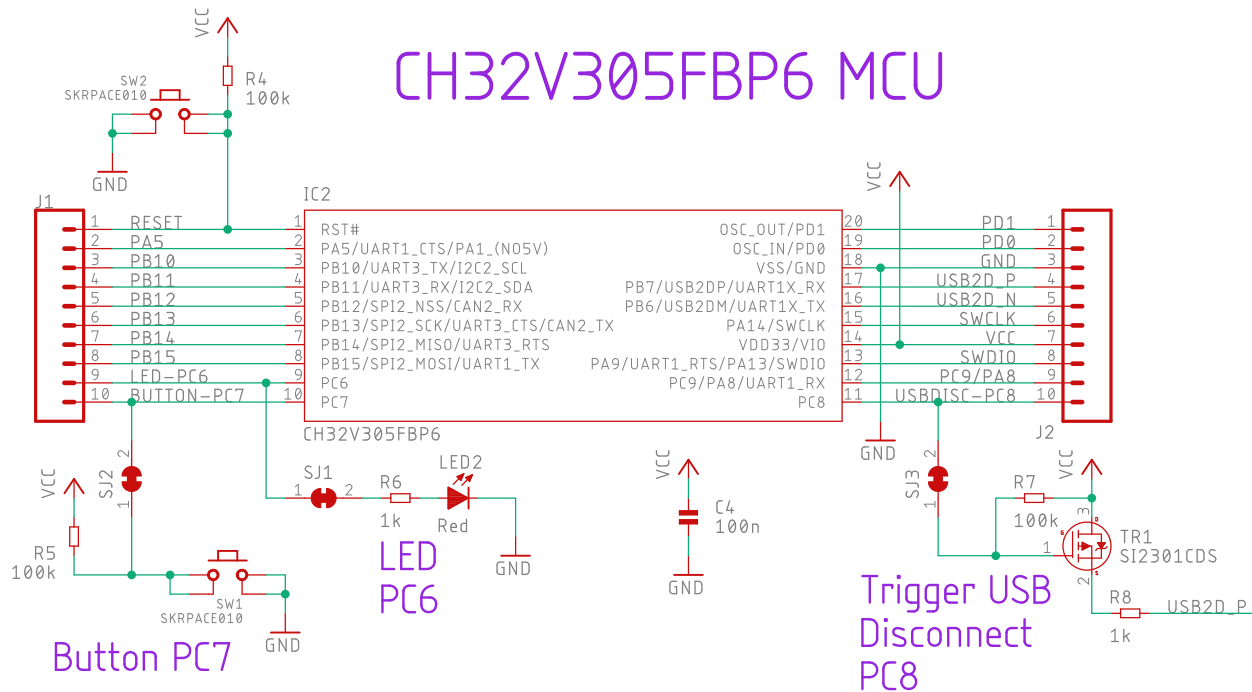 CH32V305FBP6 MCU
VCC
R4
100k
SW2
SKRPACE010
GND
J1
1 RESET
2 PA5
3 PB10
4 PB11
5 PB12
6 PB13
7 PB14
8 PB15
9 LED-PC6
10 BUTTON-PC7
IC2
1 RST#
2 PA5/UART1_CTS/PA1_(NO5V)
3 PB10/UART3_TX/I2C2_SCL
4 PB11/UART3_RX/I2C2_SDA
5 PB12/SPI2_NSS/CAN2_RX
6 PB13/SPI2_SCK/UART3_CTS/CAN2_TX
7 PB14/SPI2_MISO/UART3_RTS
8 PB15/SPI2_MOSI/UART1_TX
9 PC6
10 PC7
OSC_OUT/PD1 20
OSC_IN/PD0 19
VSS/GND 18
PB7/USB2DP/UART1X_RX 17
PB6/USB2DM/UART1X_TX 16
PA14/SWCLK 15
VDD33/VIO 14
PA9/UART1_RTS/PA13/SWDIO 13
PC9/PA8/UART1_RX 12
PC8 11
CH32V305FBP6
VCC
PD1 1
PD0 2
GND 3
USB2D_P 4
USB2D_N 5
SWCLK 6
VCC 7
SWDIO 8
PC9/PA8 9
USBDISC-PC8 10
J2
GND
VCC
SJ2
2
1
R5
100k
SW1
SKRPACE010
GND
Button PC7
SJ1
1 2
R6
1k
LED2
Red
GND
LED
PC6
VCC
C4
100n
GND
SJ3
2
1
R7
100k
VCC
3
D
G
1
S
2
TR1
SI2301CDS
R8
1k
USB2D_P
Trigger USB
Disconnect
PC8